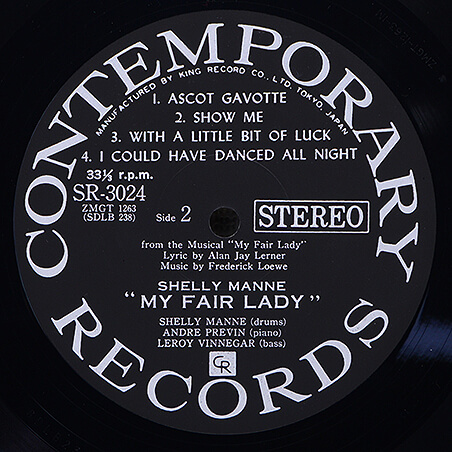 CONTEMPORARY
MANUFACTURED BY KING RECORD CO., LTD. TOKYO, JAPAN
1. ASCOT GAVOTTE
2. SHOW ME
3. WITH A LITTLE BIT OF LUCK
4. I COULD HAVE DANCED ALL NIGHT
33⅓ r.p.m.
SR-3024
ZMGT 1263
(SDLB 238)
Side 2
STEREO
from the Musical "My Fair Lady"
Lyric by Alan Jay Lerner
Music by Frederick Loewe
SHELLY MANNE
"MY FAIR LADY"
SHELLY MANNE (drums)
ANDRE PREVIN (piano)
LEROY VINNEGAR (bass)
CR
RECORDS